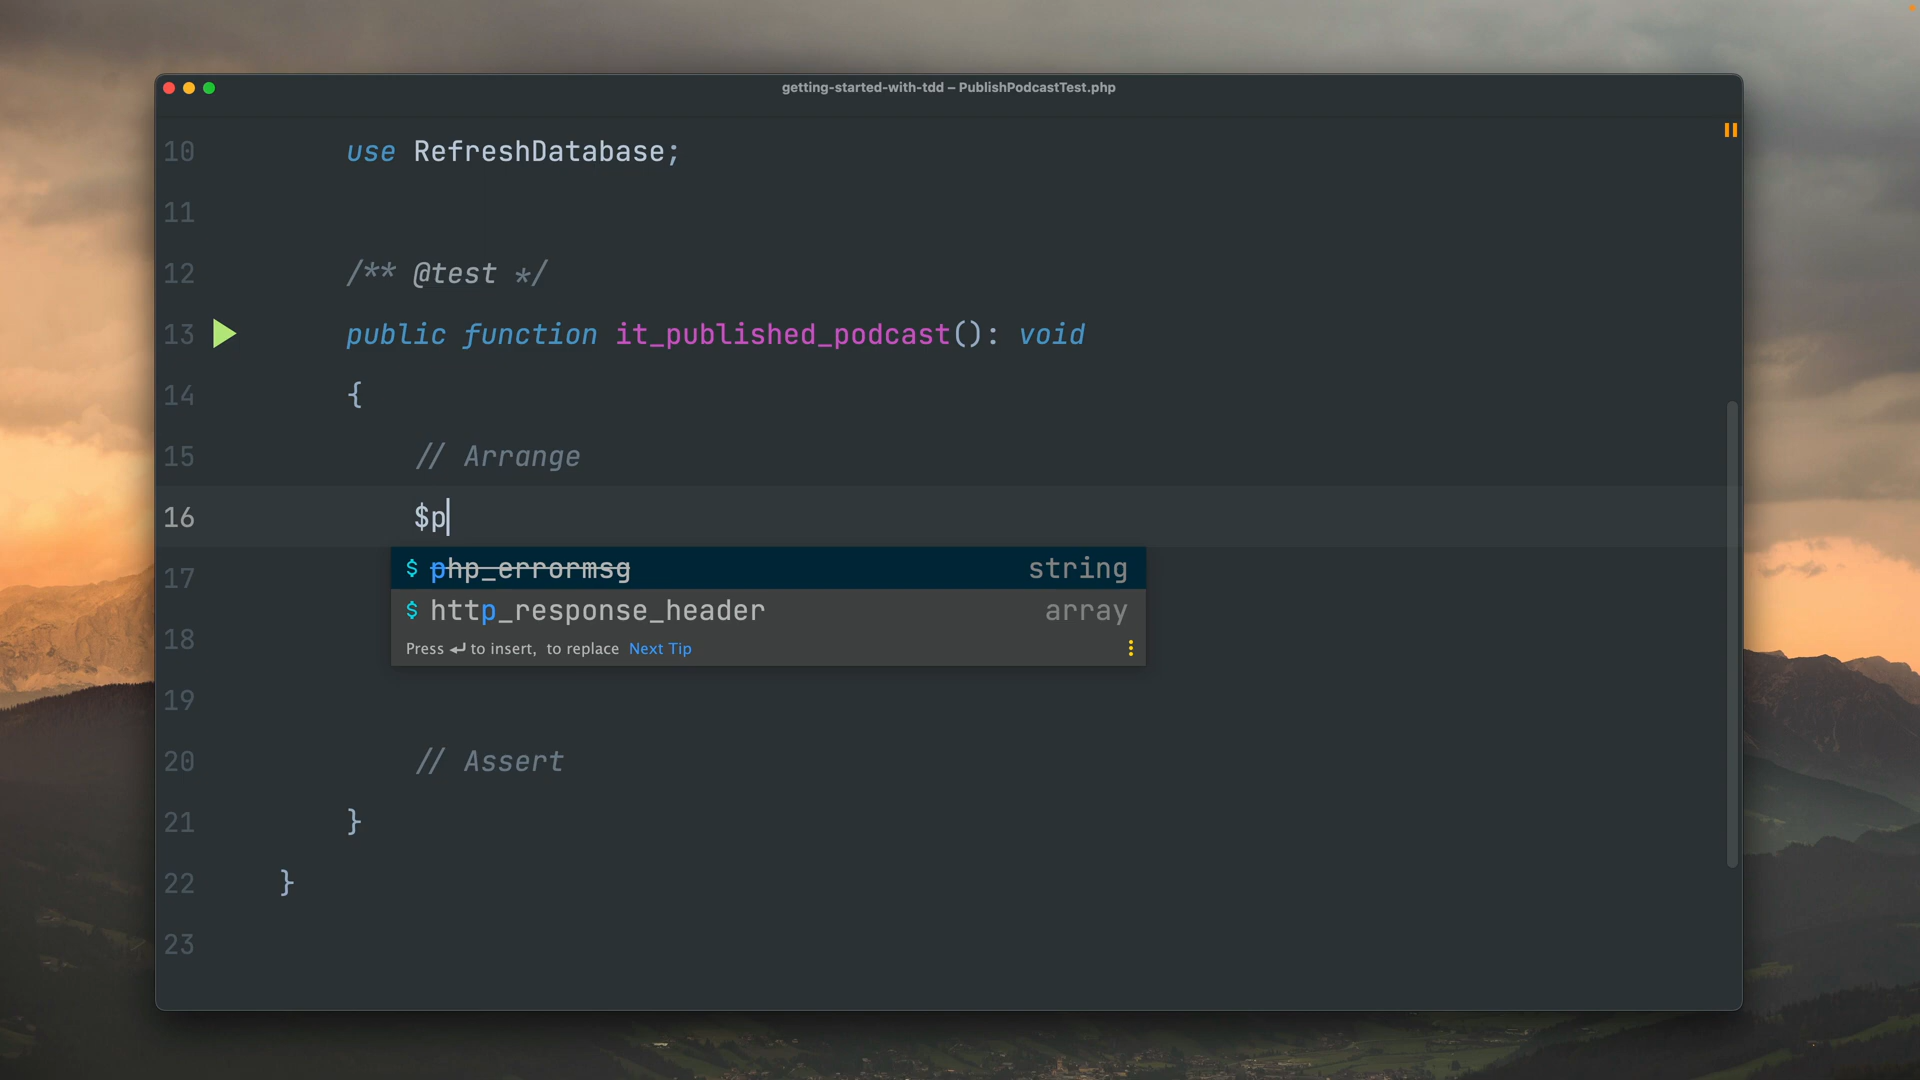 getting-started-with-tdd – PublishPodcastTest.php
10 use RefreshDatabase;
11
12 /** @test */
13 public function it_published_podcast(): void
14 {
15 // Arrange
16 $p
$ php_errormsg string
17
$ http_response_header array
18
Press ↵ to insert, to replace Next Tip
19
20 // Assert
21 }
22 }
23